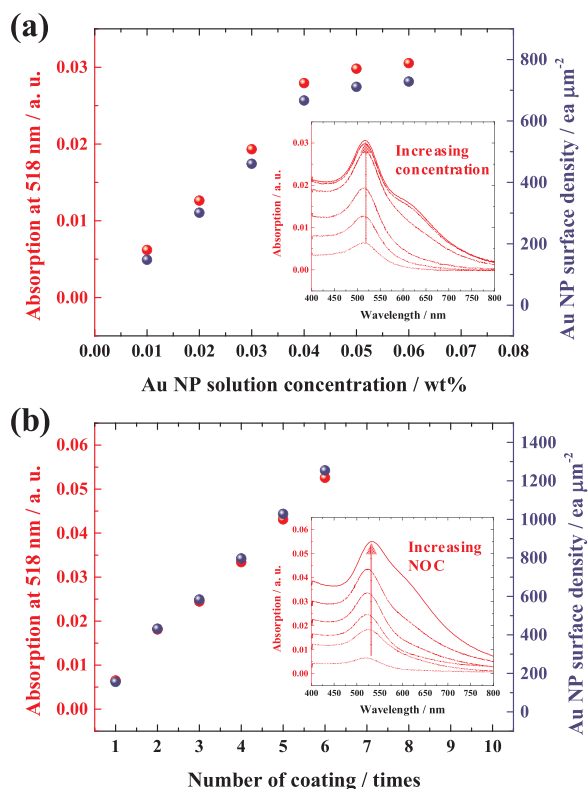 (a)
Absorption at 518 nm / a. u.
0.03
0.02
0.01
0.00
800
600
400
200
0
Au NP surface density / ea μm⁻²
Increasing
concentration
Absorption / a. u.
0.03
0.02
0.01
0.00
400 450 500 550 600 650 700 750 800
Wavelength / nm
0.00 0.01 0.02 0.03 0.04 0.05 0.06 0.07 0.08
Au NP solution concentration / wt%
(b)
Absorption at 518 nm / a. u.
0.06
0.05
0.04
0.03
0.02
0.01
0.00
1400
1200
1000
800
600
400
200
0
Au NP surface density / ea μm⁻²
Increasing
NOC
Absorption / a. u.
0.06
0.05
0.04
0.03
0.02
0.01
0.00
400 450 500 550 600 650 700 750 800
Wavelength / nm
1 2 3 4 5 6 7 8 9 10
Number of coating / times